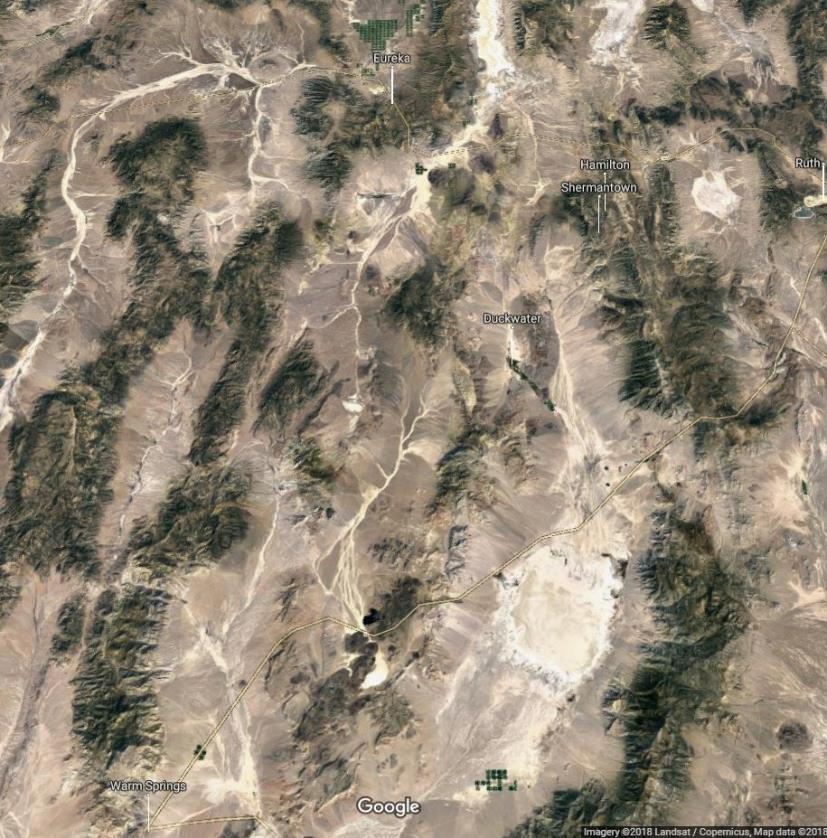 Eureka
Hamilton
Ruth
Shermantown
Duckwater
Warm Springs
Google
Imagery ©2018 Landsat / Copernicus, Map data ©2018